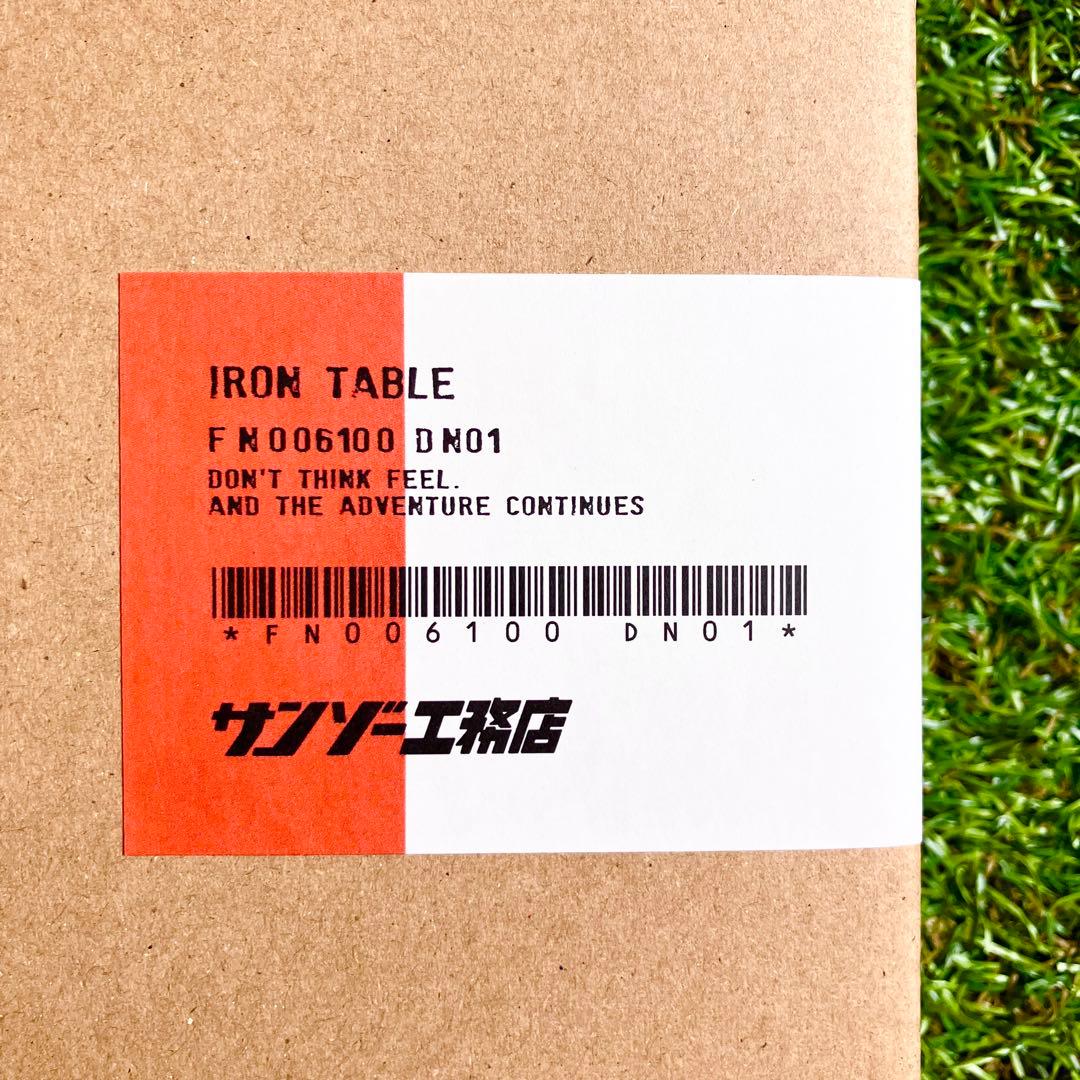 IRON TABLE
FN006100 DN01
DON'T THINK FEEL.
AND THE ADVENTURE CONTINUES
*FN006100 DN01*
サンゾー工務店